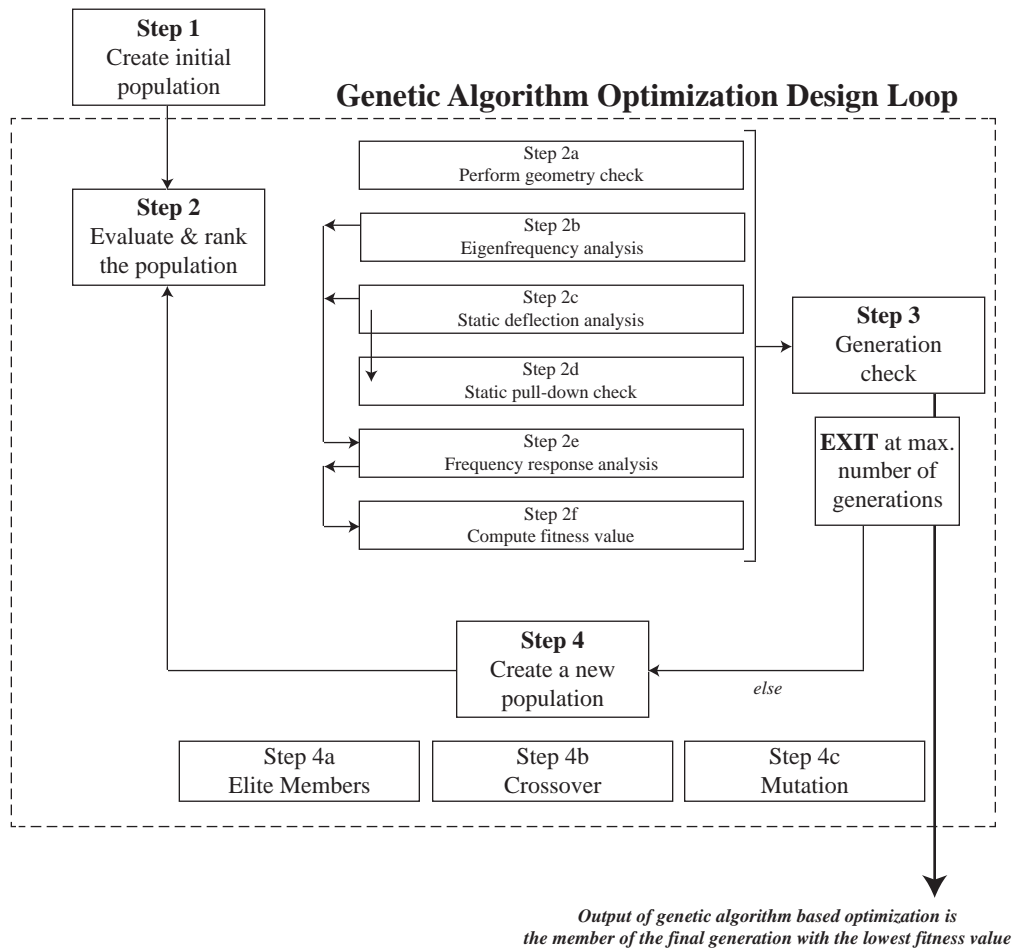 Step 1
Create initial
population
Genetic Algorithm Optimization Design Loop
Step 2
Evaluate & rank
the population
Step 2a
Perform geometry check
Step 2b
Eigenfrequency analysis
Step 2c
Static deflection analysis
Step 2d
Static pull-down check
Step 2e
Frequency response analysis
Step 2f
Compute fitness value
Step 3
Generation
check
EXIT at max.
number of
generations
Step 4
Create a new
population
else
Step 4a
Elite Members
Step 4b
Crossover
Step 4c
Mutation
Output of genetic algorithm based optimization is
the member of the final generation with the lowest fitness value